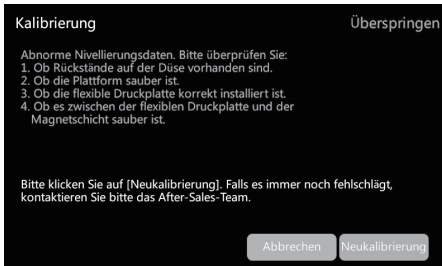 Kalibrierung
Überspringen
Abnorme Nivellierungsdaten. Bitte überprüfen Sie:
1. Ob Rückstände auf der Düse vorhanden sind.
2. Ob die Plattform sauber ist.
3. Ob die flexible Druckplatte korrekt installiert ist.
4. Ob es zwischen der flexiblen Druckplatte und der
Magnetschicht sauber ist.
Bitte klicken Sie auf [Neukalibrierung]. Falls es immer noch fehlschlägt,
kontaktieren Sie bitte das After-Sales-Team.
Abbrechen
Neukalibrierung